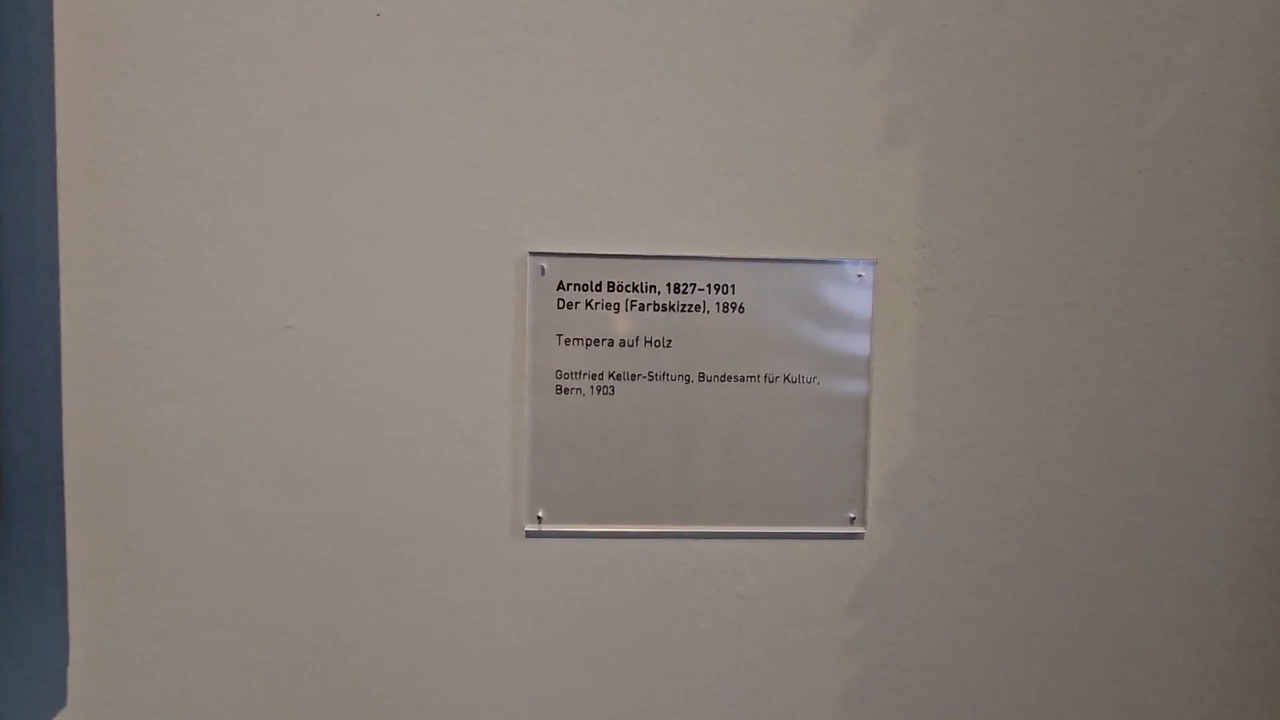 Arnold Böcklin, 1827–1901
Der Krieg (Farbskizze), 1896
Tempera auf Holz
Gottfried Keller-Stiftung, Bundesamt für Kultur,
Bern, 1903